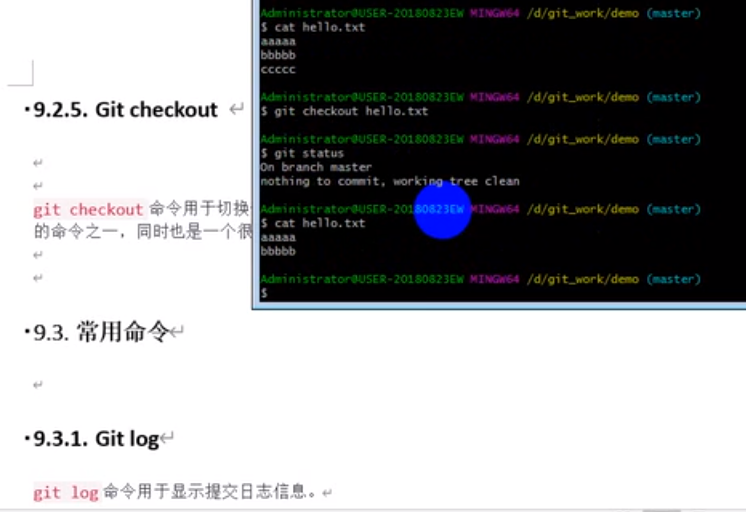 Administrator@USER-20180823EW MINGW64 /d/git_work/demo (master)
$ cat hello.txt
aaaaa
bbbbb
ccccc
Administrator@USER-20180823EW MINGW64 /d/git_work/demo (master)
$ git checkout hello.txt
Administrator@USER-20180823EW MINGW64 /d/git_work/demo (master)
$ git status
On branch master
nothing to commit, working tree clean
Administrator@USER-20180823EW MINGW64 /d/git_work/demo (master)
$ cat hello.txt
aaaaa
bbbbb
Administrator@USER-20180823EW MINGW64 /d/git_work/demo (master)
$
9.2.5. Git checkout
git checkout 命令用于切换
的命令之一，同时也是一个很
9.3. 常用命令
9.3.1. Git log
git log 命令用于显示提交日志信息。